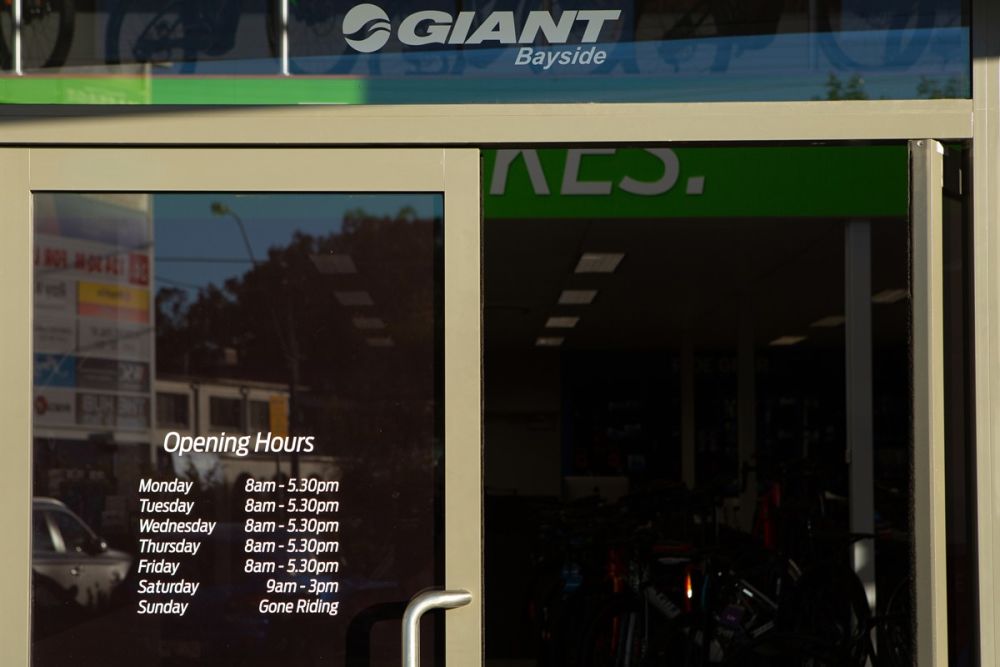 GIANT
Bayside
KES.
Opening Hours
Monday 8am - 5.30pm
Tuesday 8am - 5.30pm
Wednesday 8am - 5.30pm
Thursday 8am - 5.30pm
Friday 8am - 5.30pm
Saturday 9am - 3pm
Sunday Gone Riding